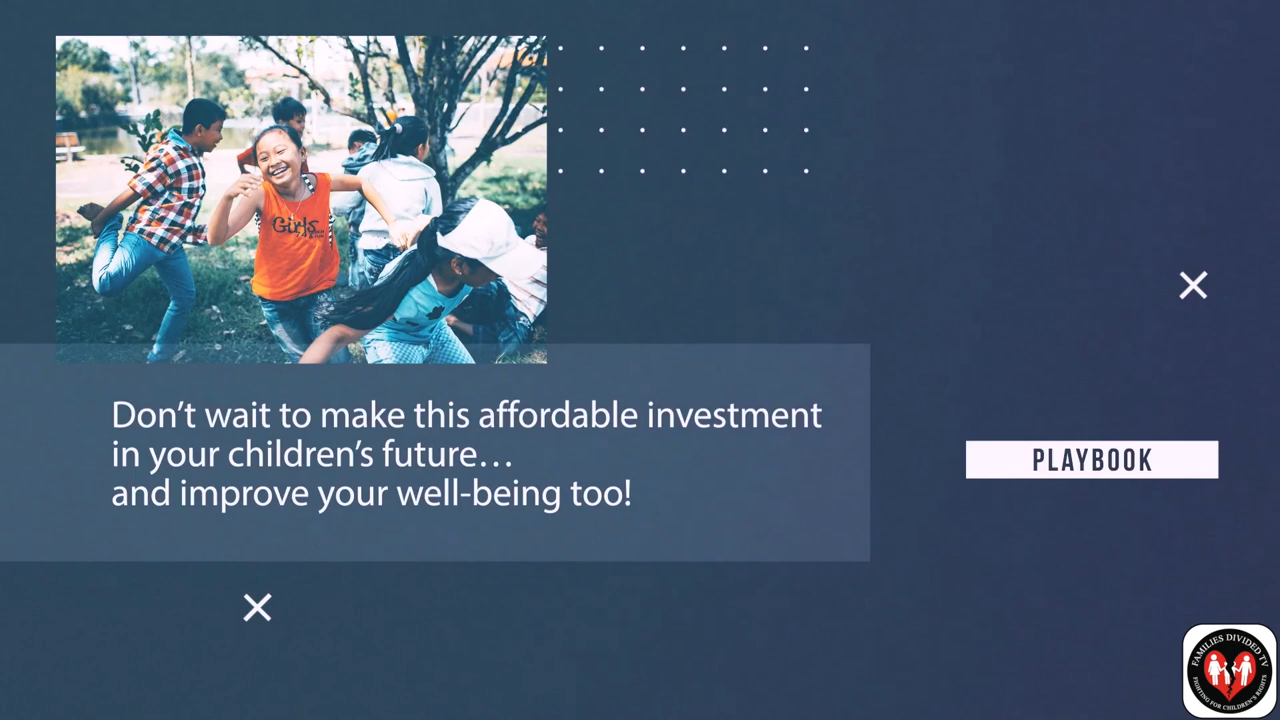 Girls
Don't wait to make this affordable investment
in your children's future…
and improve your well-being too!
PLAYBOOK
FAMILIES DIVIDED TV
FIGHTING FOR CHILDREN'S RIGHTS